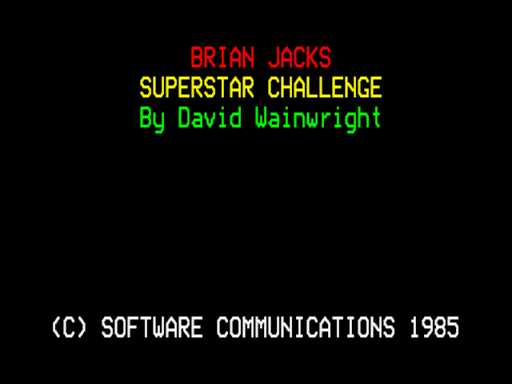 BRIAN JACKS
SUPERSTAR CHALLENGE
By David Wainwright
(C) SOFTWARE COMMUNICATIONS 1985